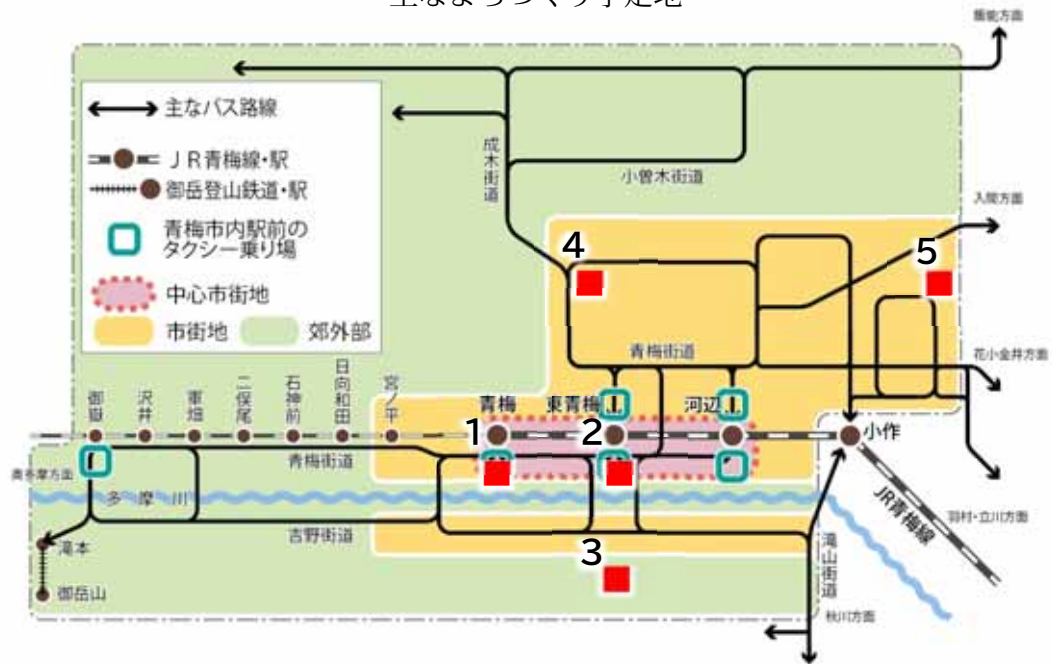 主なまちづくり予定地
飯能方面
主なバス路線
JR青梅線・駅
御岳登山鉄道・駅
青梅市内駅前の
タクシー乗り場
中心市街地
市街地
郊外部
成木街道
小曽木街道
入間方面
4
5
青梅街道
花小金井方面
御嶽
沢井
軍畑
二俣尾
石神前
日向和田
宮ノ平
青梅
東青梅
河辺
小作
1
2
青梅街道
奥多摩方面
多摩川
吉野街道
JR青梅線
羽村・立川方面
滝本
御岳山
3
滝山街道
秋川方面